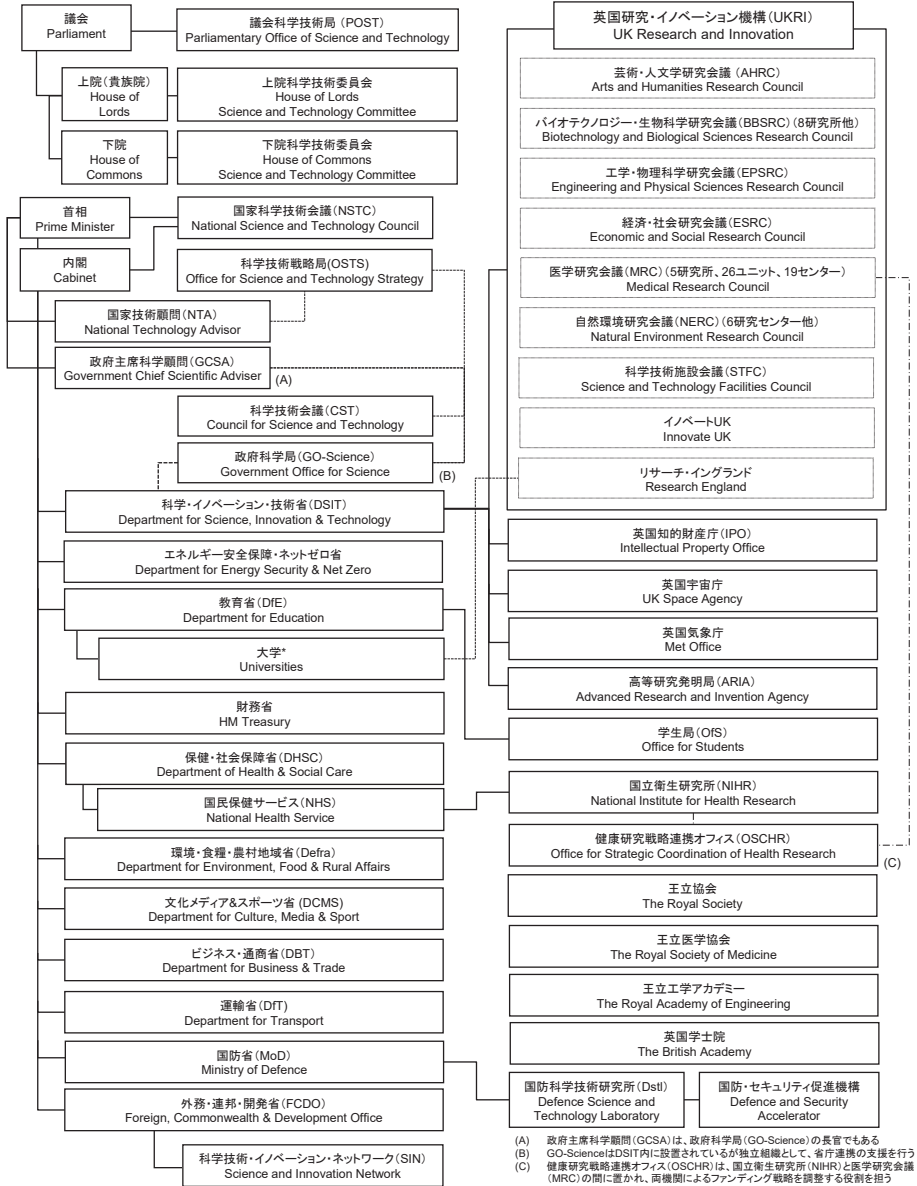 議会
Parliament
議会科学技術局(POST)
Parliamentary Office of Science and Technology
上院(貴族院)
House of
Lords
上院科学技術委員会
House of Lords
Science and Technology Committee
下院
House of
Commons
下院科学技術委員会
House of Commons
Science and Technology Committee
首相
Prime Minister
国家科学技術会議(NSTC)
National Science and Technology Council
内閣
Cabinet
科学技術戦略局(OSTS)
Office for Science and Technology Strategy
国家技術顧問(NTA)
National Technology Advisor
政府主席科学顧問(GCSA)
Government Chief Scientific Adviser
(A)
科学技術会議(CST)
Council for Science and Technology
政府科学局(GO-Science)
Government Office for Science
(B)
科学・イノベーション・技術省(DSIT)
Department for Science, Innovation & Technology
エネルギー安全保障・ネットゼロ省
Department for Energy Security & Net Zero
教育省(DfE)
Department for Education
大学*
Universities
財務省
HM Treasury
保健・社会保障省(DHSC)
Department of Health & Social Care
国民保健サービス(NHS)
National Health Service
環境・食糧・農村地域省(Defra)
Department for Environment, Food & Rural Affairs
文化メディア&スポーツ省(DCMS)
Department for Culture, Media & Sport
ビジネス・通商省(DBT)
Department for Business & Trade
運輸省(DfT)
Department for Transport
国防省(MoD)
Ministry of Defence
外務・連邦・開発省(FCDO)
Foreign, Commonwealth & Development Office
科学技術・イノベーション・ネットワーク(SIN)
Science and Innovation Network
英国研究・イノベーション機構(UKRI)
UK Research and Innovation
芸術・人文学研究会議(AHRC)
Arts and Humanities Research Council
バイオテクノロジー・生物科学研究会議(BBSRC)(8研究所他)
Biotechnology and Biological Sciences Research Council
工学・物理科学研究会議(EPSRC)
Engineering and Physical Sciences Research Council
経済・社会研究会議(ESRC)
Economic and Social Research Council
医学研究会議(MRC)(5研究所、26ユニット、19センター)
Medical Research Council
自然環境研究会議(NERC)(6研究センター他)
Natural Environment Research Council
科学技術施設会議(STFC)
Science and Technology Facilities Council
イノベートUK
Innovate UK
リサーチ・イングランド
Research England
英国知的財産庁(IPO)
Intellectual Property Office
英国宇宙庁
UK Space Agency
英国気象庁
Met Office
高等研究発明局(ARIA)
Advanced Research and Invention Agency
学生局(OfS)
Office for Students
国立衛生研究所(NIHR)
National Institute for Health Research
健康研究戦略連携オフィス(OSCHR)
Office for Strategic Coordination of Health Research
(C)
王立協会
The Royal Society
王立医学協会
The Royal Society of Medicine
王立工学アカデミー
The Royal Academy of Engineering
英国学士院
The British Academy
国防科学技術研究所(Dstl)
Defence Science and
Technology Laboratory
国防・セキュリティ促進機構
Defence and Security
Accelerator
(A) 政府主席科学顧問(GCSA)は、政府科学局(GO-Science)の長官でもある
(B) GO-ScienceはDSIT内に設置されているが独立組織として、省庁連携の支援を行う
(C) 健康研究戦略連携オフィス(OSCHR)は、国立衛生研究所(NIHR)と医学研究会議
(MRC)の間に置かれ、両機関によるファンディング戦略を調整する役割を担う